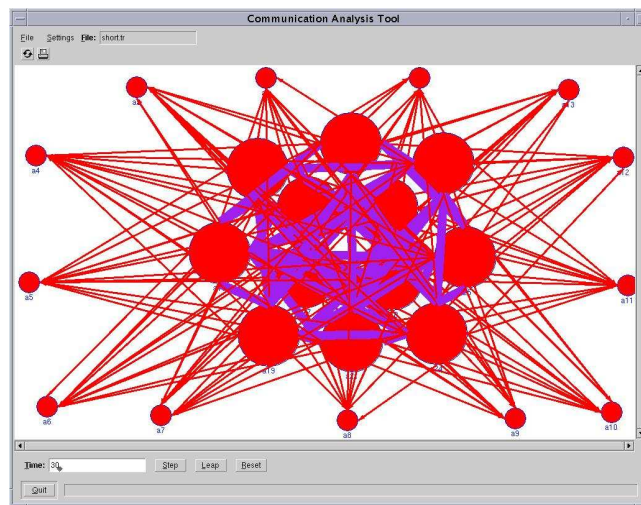 Communication Analysis Tool
File Settings File: short.tr
a13
a4
a12
a5
a11
a19
a6
a7
a8
a9
a10
Time: 30
Step Leap Reset
Quit